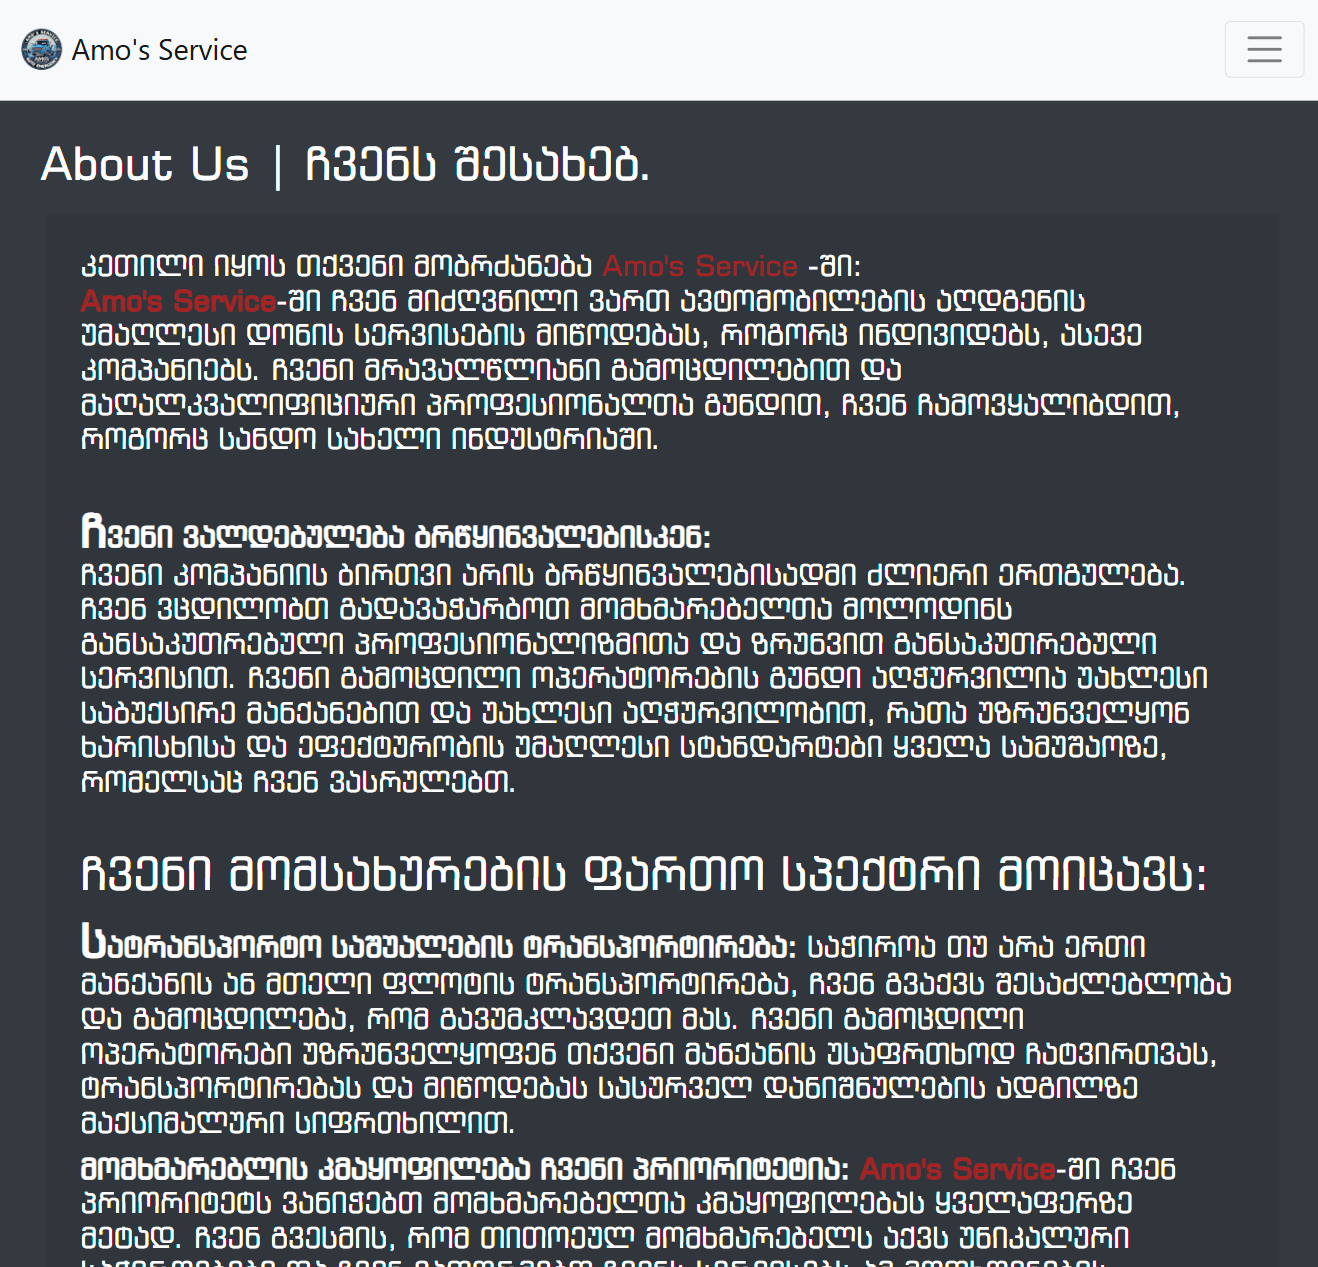 Amo's Service
About Us | ჩვენს შესახებ.
კეთილი იყოს თქვენი მობრძანება Amo's Service -ში:
Amo's Service-ში ჩვენ მიძღვნილი ვართ ავტომობილების აღდგენის
უმაღლესი დონის სერვისების მიწოდებას, როგორც ინდივიდებს, ასევე
კომპანიებს. ჩვენი მრავალწლიანი გამოცდილებით და
მაღალკვალიფიციური პროფესიონალთა გუნდით, ჩვენ ჩამოვყალიბდით,
როგორც სანდო სახელი ინდუსტრიაში.
ჩვენი ვალდებულება ბრწყინვალებისკენ:
ჩვენი კომპანიის ბირთვი არის ბრწყინვალებისადმი ძლიერი ერთგულება.
ჩვენ ვცდილობთ გადავაჭარბოთ მომხმარებელთა მოლოდინს
განსაკუთრებული პროფესიონალიზმითა და ზრუნვით განსაკუთრებული
სერვისით. ჩვენი გამოცდილი ოპერატორების გუნდი აღჭურვილია უახლესი
საბუქსირე მანქანებით და უახლესი აღჭურვილობით, რათა უზრუნველყონ
ხარისხისა და ეფექტურობის უმაღლესი სტანდარტები ყველა სამუშაოზე,
რომელსაც ჩვენ ვასრულებთ.
ჩვენი მომსახურების ფართო სპექტრი მოიცავს:
სატრანსპორტო საშუალების ტრანსპორტირება: საჭიროა თუ არა ერთი
მანქანის ან მთელი ფლოტის ტრანსპორტირება, ჩვენ გვაქვს შესაძლებლობა
და გამოცდილება, რომ გავუმკლავდეთ მას. ჩვენი გამოცდილი
ოპერატორები უზრუნველყოფენ თქვენი მანქანის უსაფრთხოდ ჩატვირთვას,
ტრანსპორტირებას და მიწოდებას სასურველ დანიშნულების ადგილზე
მაქსიმალური სიფრთხილით.
მომხმარებლის კმაყოფილება ჩვენი პრიორიტეტია: Amo's Service-ში ჩვენ
პრიორიტეტს ვანიჭებთ მომხმარებელთა კმაყოფილებას ყველაფერზე
მეტად. ჩვენ გვესმის, რომ თითოეულ მომხმარებელს აქვს უნიკალური